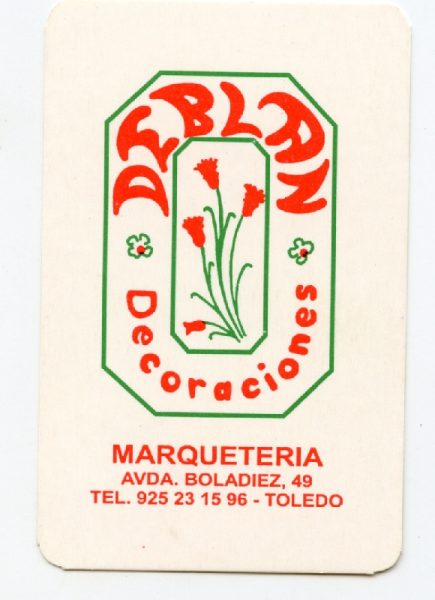 DEBLAN
Decoraciones
MARQUETERIA
AVDA. BOLADIEZ, 49
TEL. 925 23 15 96 - TOLEDO